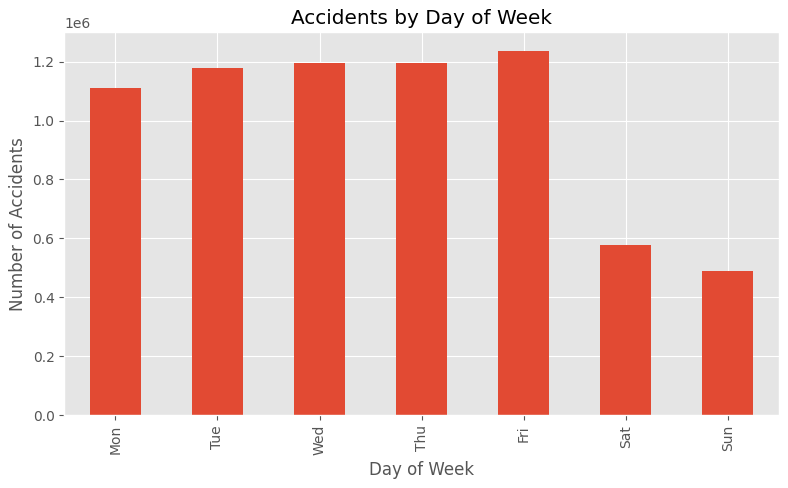 Accidents by Day of Week
1e6
1.2
1.0
0.8
0.6
0.4
0.2
0.0
Number of Accidents
Mon Tue Wed Thu Fri Sat Sun
Day of Week